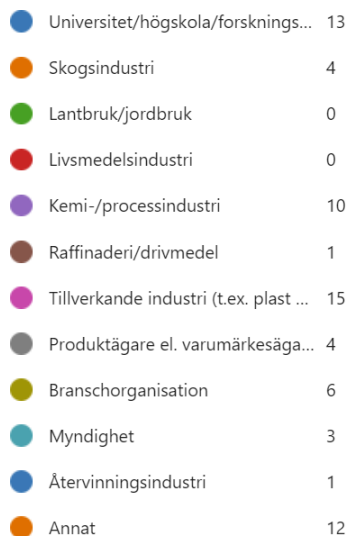 Universitet/högskola/forsknings... 13
Skogsindustri 4
Lantbruk/jordbruk 0
Livsmedelsindustri 0
Kemi-/processindustri 10
Raffinaderi/drivmedel 1
Tillverkande industri (t.ex. plast ... 15
Produktägare el. varumärkesäga... 4
Branschorganisation 6
Myndighet 3
Återvinningsindustri 1
Annat 12